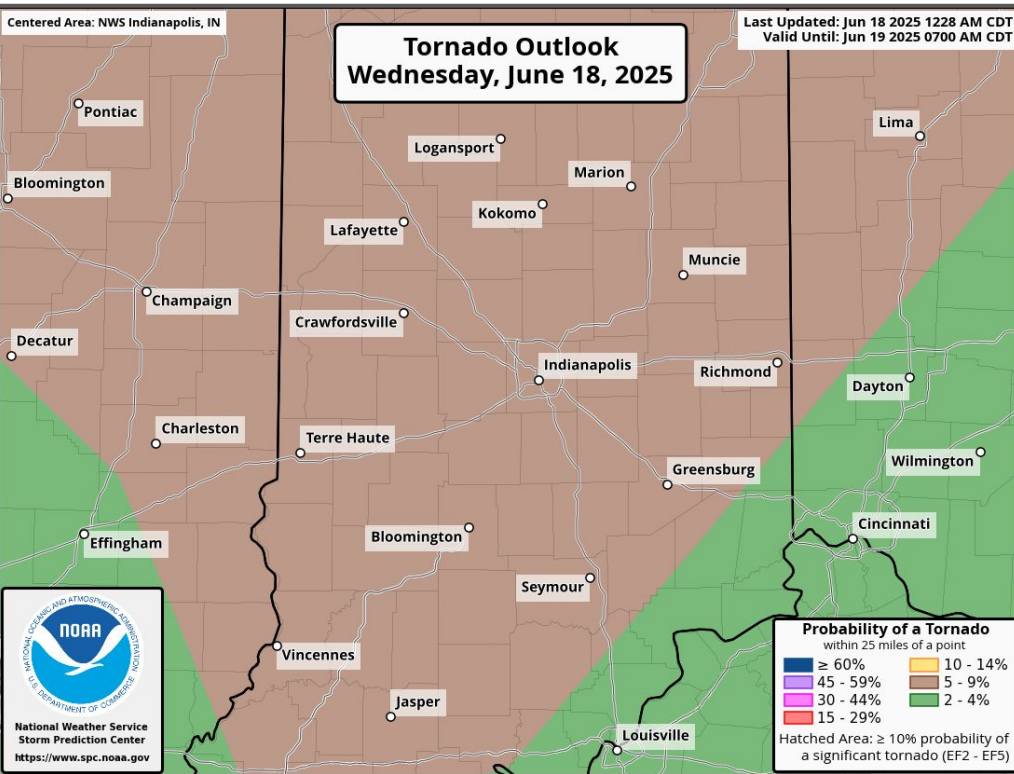 Centered Area: NWS Indianapolis, IN
Last Updated: Jun 18 2025 1228 AM CDT
Valid Until: Jun 19 2025 0700 AM CDT
Tornado Outlook
Wednesday, June 18, 2025
Pontiac
Lima
Logansport
Marion
Bloomington
Kokomo
Lafayette
Muncie
Champaign
Crawfordsville
Decatur
Indianapolis
Richmond
Dayton
Charleston
Terre Haute
Wilmington
Greensburg
Cincinnati
Bloomington
Effingham
Seymour
Vincennes
Jasper
Louisville
NATIONAL OCEANIC AND ATMOSPHERIC ADMINISTRATION
NOAA
U.S. DEPARTMENT OF COMMERCE
National Weather Service
Storm Prediction Center
https://www.spc.noaa.gov
Probability of a Tornado
within 25 miles of a point
≥ 60%
10 - 14%
45 - 59%
5 - 9%
30 - 44%
2 - 4%
15 - 29%
Hatched Area: ≥ 10% probability of
a significant tornado (EF2 - EF5)